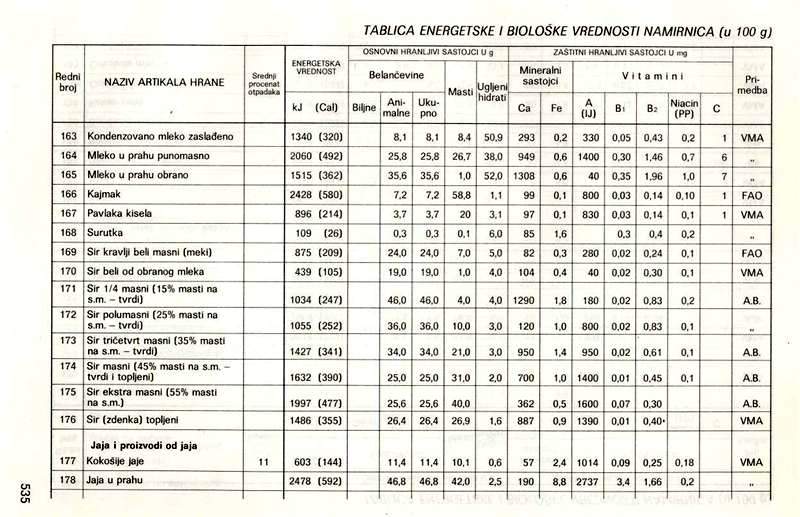 TABLICA ENERGETSKE I BIOLOŠKE VREDNOSTI NAMIRNICA (u 100 g)
Redni broj NAZIV ARTIKALA HRANE Srednji procenat otpadaka ENERGETSKA VREDNOST OSNOVNI HRANLJIVI SASTOJCI U g ZAŠTITNI HRANLJIVI SASTOJCI U mg Primedba
Belančevine Masti Ugljeni hidrati Mineralni sastojci Vitamini
kJ (Cal) Biljne Animalne Ukupno Ca Fe A (IJ) B1 B2 Niacin (PP) C
163 Kondenzovano mleko zaslađeno 1340 (320) 8,1 8,1 8,4 50,9 293 0,2 330 0,05 0,43 0,2 1 VMA
164 Mleko u prahu punomasno 2060 (492) 25,8 25,8 26,7 38,0 949 0,6 1400 0,30 1,46 0,7 6 „
165 Mleko u prahu obrano 1515 (362) 35,6 35,6 1,0 52,0 1308 0,6 40 0,35 1,96 1,0 7 „
166 Kajmak 2428 (580) 7,2 7,2 58,8 1,1 99 0,1 800 0,03 0,14 0,10 1 FAO
167 Pavlaka kisela 896 (214) 3,7 3,7 20 3,1 97 0,1 830 0,03 0,14 0,1 1 VMA
168 Surutka 109 (26) 0,3 0,3 0,1 6,0 85 1,6 0,3 0,4 0,2 „
169 Sir kravlji beli masni (meki) 875 (209) 24,0 24,0 7,0 5,0 82 0,3 280 0,02 0,24 0,1 FAO
170 Sir beli od obranog mleka 439 (105) 19,0 19,0 1,0 4,0 104 0,4 40 0,02 0,30 0,1 VMA
171 Sir 1/4 masni (15% masti na
s.m. – tvrdi) 1034 (247) 46,0 46,0 4,0 4,0 1290 1,8 180 0,02 0,83 0,2 A.B.
172 Sir polumasni (25% masti na
s.m. – tvrdi) 1055 (252) 36,0 36,0 10,0 3,0 120 1,0 800 0,02 0,83 0,1 „
173 Sir tričetvrt masni (35% masti
na s.m. – tvrdi) 1427 (341) 34,0 34,0 21,0 3,0 950 1,4 950 0,02 0,61 0,1 A.B.
174 Sir masni (45% masti na s.m. –
tvrdi i topljeni) 1632 (390) 25,0 25,0 31,0 2,0 700 1,0 1400 0,01 0,45 0,1 A.B.
175 Sir ekstra masni (55% masti
na s.m.) 1997 (477) 25,6 25,6 40,0 362 0,5 1600 0,07 0,30 A.B.
176 Sir (zdenka) topljeni 1486 (355) 26,4 26,4 26,9 1,6 887 0,9 1390 0,01 0,40 VMA
Jaja i proizvodi od jaja
177 Kokošije jaje 11 603 (144) 11,4 11,4 10,1 0,6 57 2,4 1014 0,09 0,25 0,18 VMA
178 Jaja u prahu 2478 (592) 46,8 46,8 42,0 2,5 190 8,8 2737 3,4 1,66 0,2 „
535